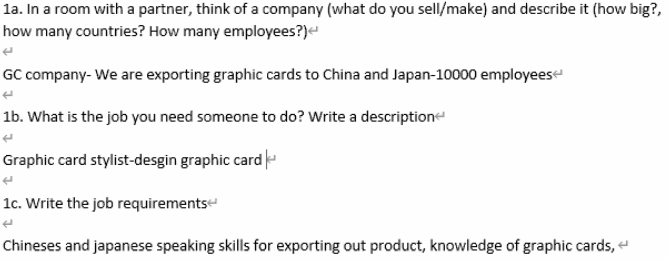 1a. In a room with a partner, think of a company (what do you sell/make) and describe it (how big?,
how many countries? How many employees?)
GC company- We are exporting graphic cards to China and Japan-10000 employees
1b. What is the job you need someone to do? Write a description
Graphic card stylist-desgin graphic card
1c. Write the job requirements
Chineses and japanese speaking skills for exporting out product, knowledge of graphic cards,